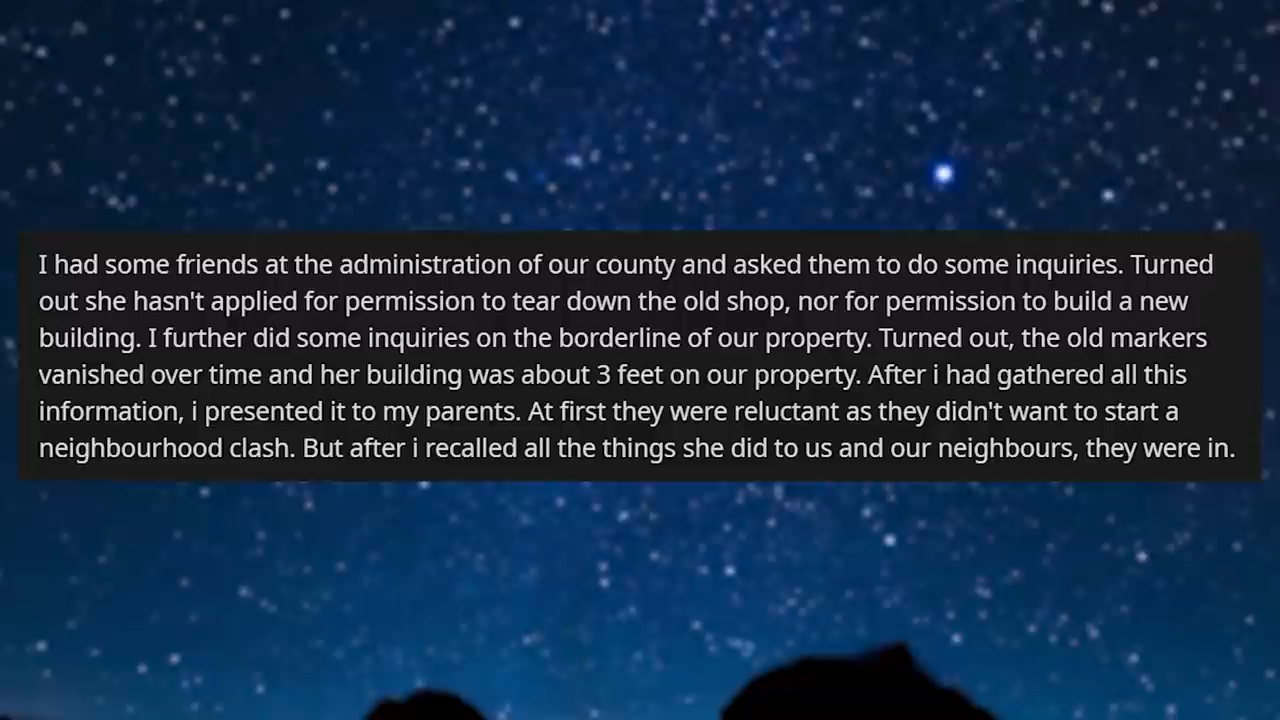 I had some friends at the administration of our county and asked them to do some inquiries. Turned
out she hasn't applied for permission to tear down the old shop, nor for permission to build a new
building. I further did some inquiries on the borderline of our property. Turned out, the old markers
vanished over time and her building was about 3 feet on our property. After i had gathered all this
information, i presented it to my parents. At first they were reluctant as they didn't want to start a
neighbourhood clash. But after i recalled all the things she did to us and our neighbours, they were in.